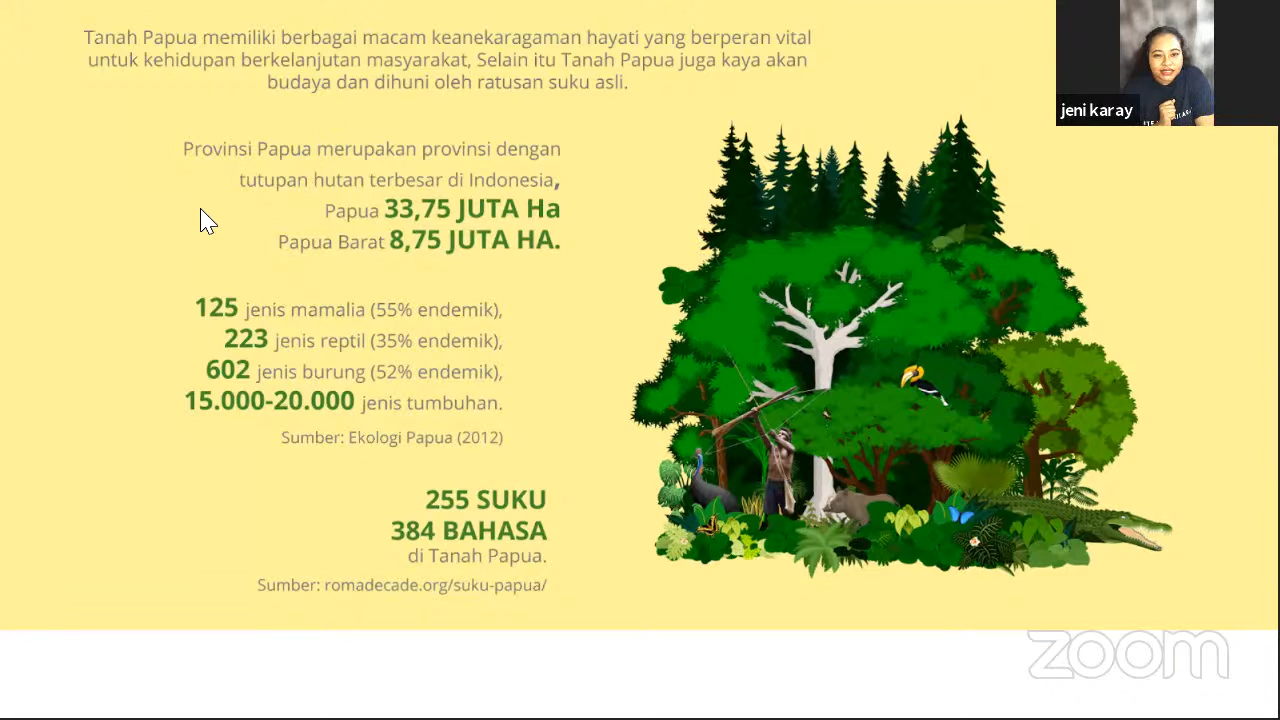 Tanah Papua memiliki berbagai macam keanekaragaman hayati yang berperan vital
untuk kehidupan berkelanjutan masyarakat, Selain itu Tanah Papua juga kaya akan
budaya dan dihuni oleh ratusan suku asli.
jeni karay
Provinsi Papua merupakan provinsi dengan
tutupan hutan terbesar di Indonesia,
Papua 33,75 JUTA Ha
Papua Barat 8,75 JUTA HA.
125 jenis mamalia (55% endemik),
223 jenis reptil (35% endemik),
602 jenis burung (52% endemik),
15.000-20.000 jenis tumbuhan.
Sumber: Ekologi Papua (2012)
255 SUKU
384 BAHASA
di Tanah Papua.
Sumber: romadecade.org/suku-papua/
zoom